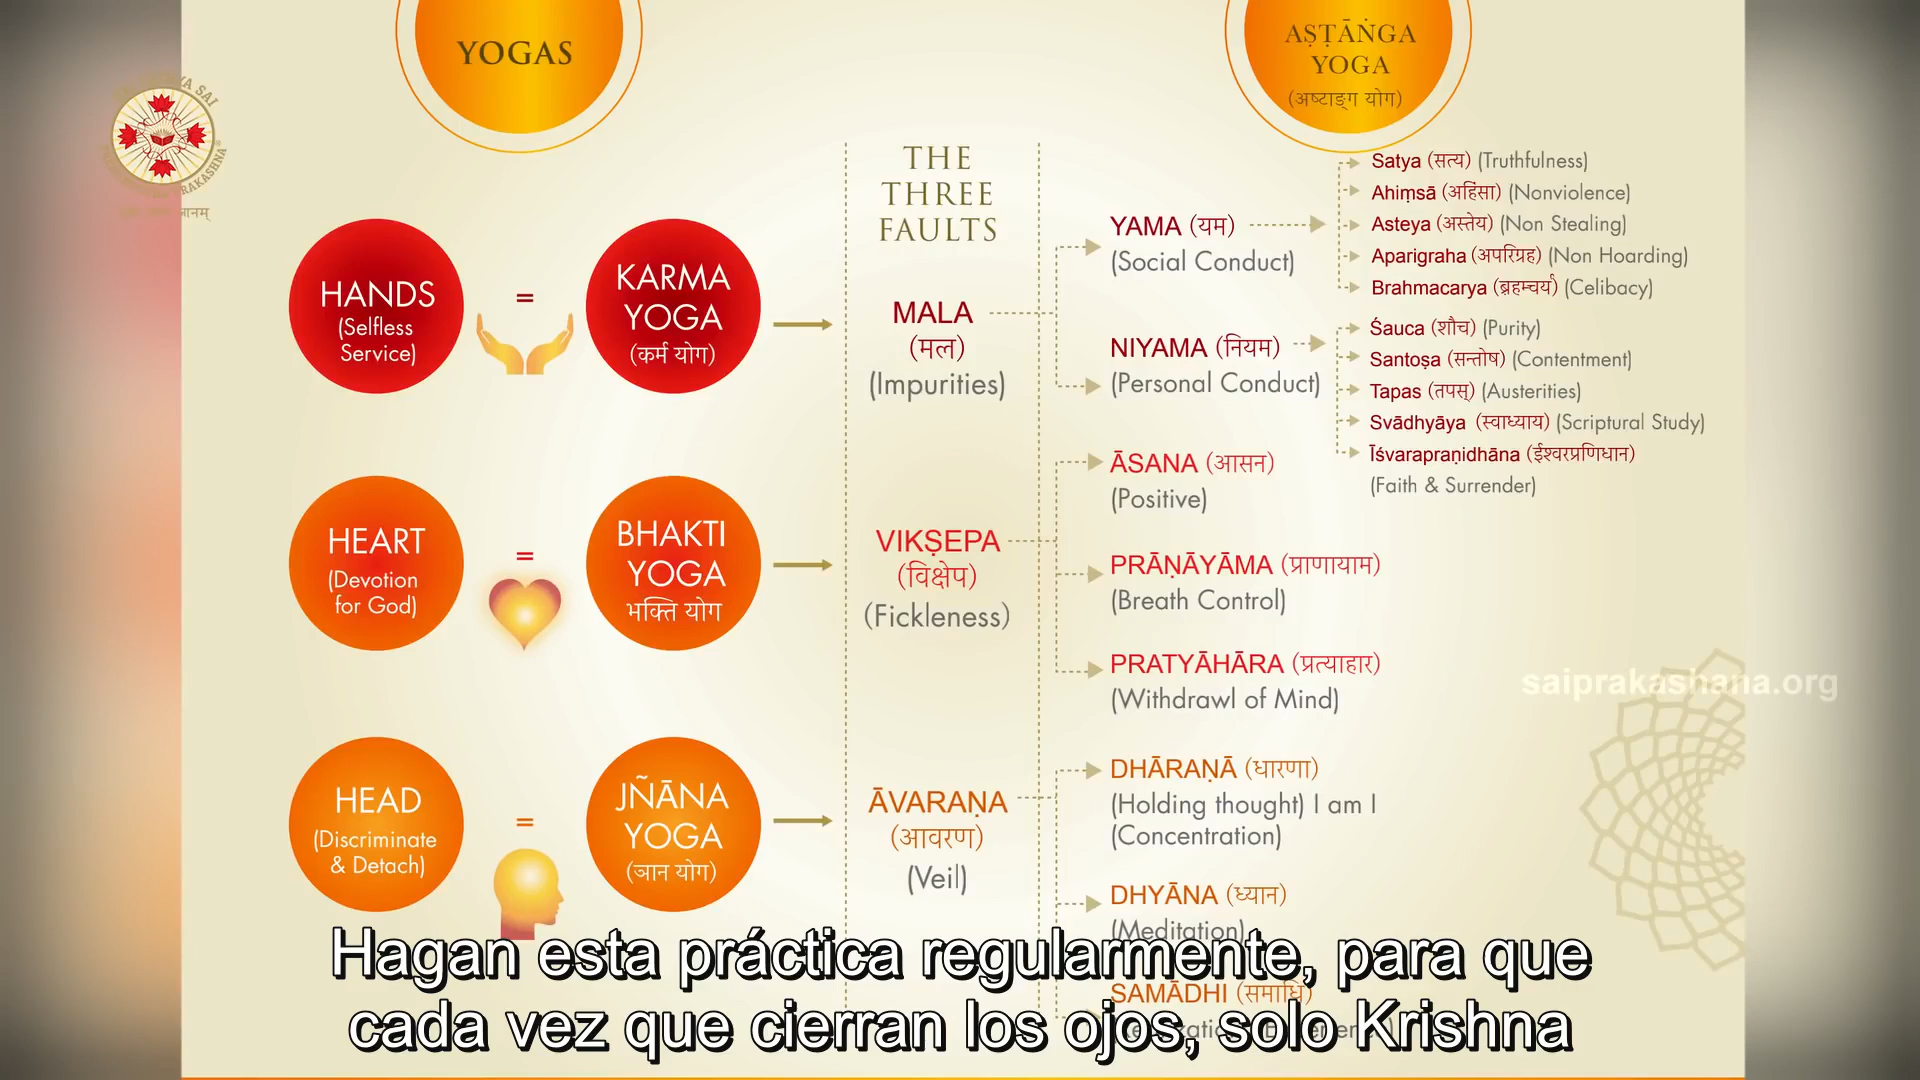 YOGAS
AṢṬĀṄGA
YOGA
(अष्टाङ्ग योग)
THE
THREE
FAULTS
HANDS
(Selfless
Service)
=
KARMA
YOGA
(कर्म योग)
MALA
(मल)
(Impurities)
YAMA (यम)
(Social Conduct)
Satya (सत्य) (Truthfulness)
Ahiṃsā (अहिंसा) (Nonviolence)
Asteya (अस्तेय) (Non Stealing)
Aparigraha (अपरिग्रह) (Non Hoarding)
Brahmacarya (ब्रहम्चर्य) (Celibacy)
NIYAMA (नियम)
(Personal Conduct)
Śauca (शौच) (Purity)
Santoṣa (सन्तोष) (Contentment)
Tapas (तपस्) (Austerities)
Svādhyāya (स्वाध्याय) (Scriptural Study)
Īśvarapraṇidhāna (ईश्वरप्रणिधान)
(Faith & Surrender)
HEART
(Devotion
for God)
=
BHAKTI
YOGA
भक्ति योग
VIKṢEPA
(विक्षेप)
(Fickleness)
ĀSANA (आसन)
(Positive)
PRĀṆĀYĀMA (प्राणायाम)
(Breath Control)
PRATYĀHĀRA (प्रत्याहार)
(Withdrawl of Mind)
saiprakashana.org
HEAD
(Discriminate
& Detach)
=
JÑĀNA
YOGA
(ञान योग)
ĀVARAṆA
(आवरण)
(Veil)
DHĀRAṆĀ (धारणा)
(Holding thought) I am I
(Concentration)
DHYĀNA (ध्यान)
(Meditation)
SAMĀDHI (समाधि)
Hagan esta práctica regularmente, para que
cada vez que cierran los ojos, solo Krishna